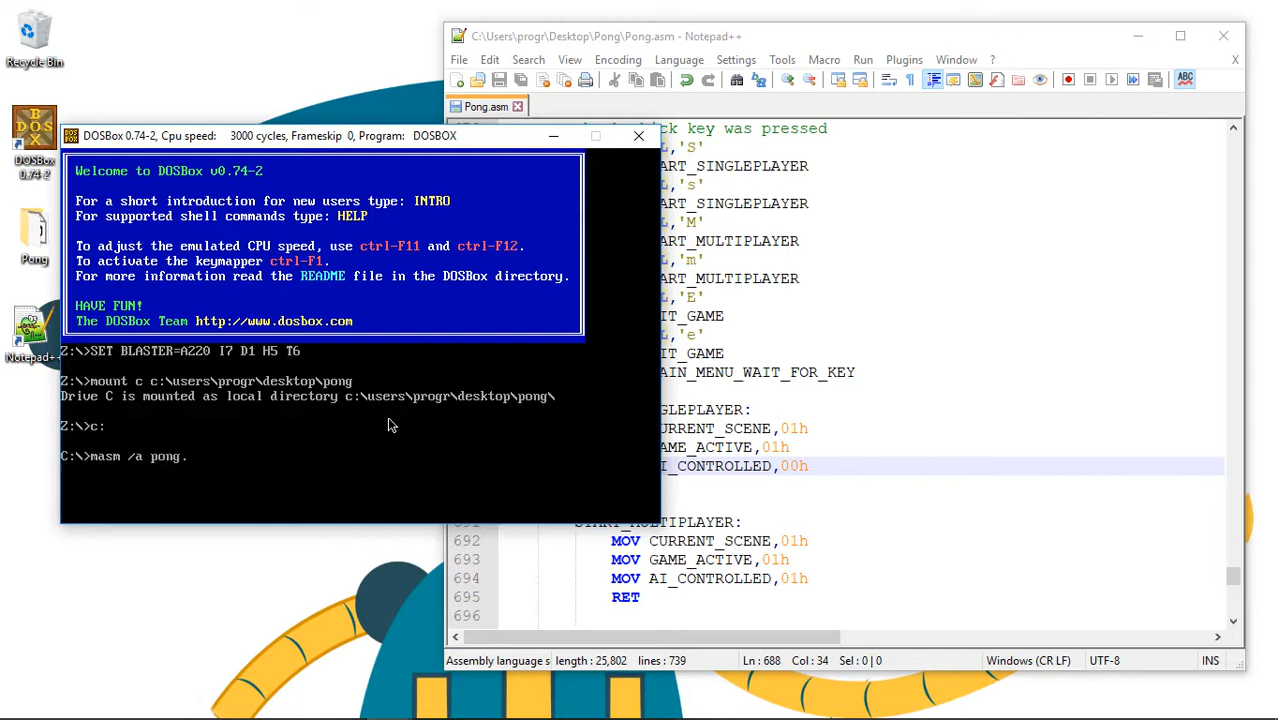 Recycle Bin
DOSBox
0.74-2
Pong
Notepad++
C:\Users\progr\Desktop\Pong\Pong.asm - Notepad++
File Edit Search View Encoding Language Settings Tools Macro Run Plugins Window ? X
Pong.asm
ick key was pressed
,'S'
ART_SINGLEPLAYER
,'s'
ART_SINGLEPLAYER
,'M'
ART_MULTIPLAYER
,'m'
ART_MULTIPLAYER
,'E'
IT_GAME
,'e'
IT_GAME
AIN_MENU_WAIT_FOR_KEY
GLEPLAYER:
URRENT_SCENE,01h
AME_ACTIVE,01h
I_CONTROLLED,00h
START_MULTIPLAYER:
692 MOV CURRENT_SCENE,01h
693 MOV GAME_ACTIVE,01h
694 MOV AI_CONTROLLED,01h
695 RET
696
Assembly language s length : 25,802 lines : 739 Ln : 688 Col : 34 Sel : 0 | 0 Windows (CR LF) UTF-8 INS
DOSBox 0.74-2, Cpu speed: 3000 cycles, Frameskip 0, Program: DOSBOX
Welcome to DOSBox v0.74-2
For a short introduction for new users type: INTRO
For supported shell commands type: HELP
To adjust the emulated CPU speed, use ctrl-F11 and ctrl-F12.
To activate the keymapper ctrl-F1.
For more information read the README file in the DOSBox directory.
HAVE FUN!
The DOSBox Team http://www.dosbox.com
Z:\>SET BLASTER=A220 I7 D1 H5 T6
Z:\>mount c c:\users\progr\desktop\pong
Drive C is mounted as local directory c:\users\progr\desktop\pong\
Z:\>c:
C:\>masm /a pong.